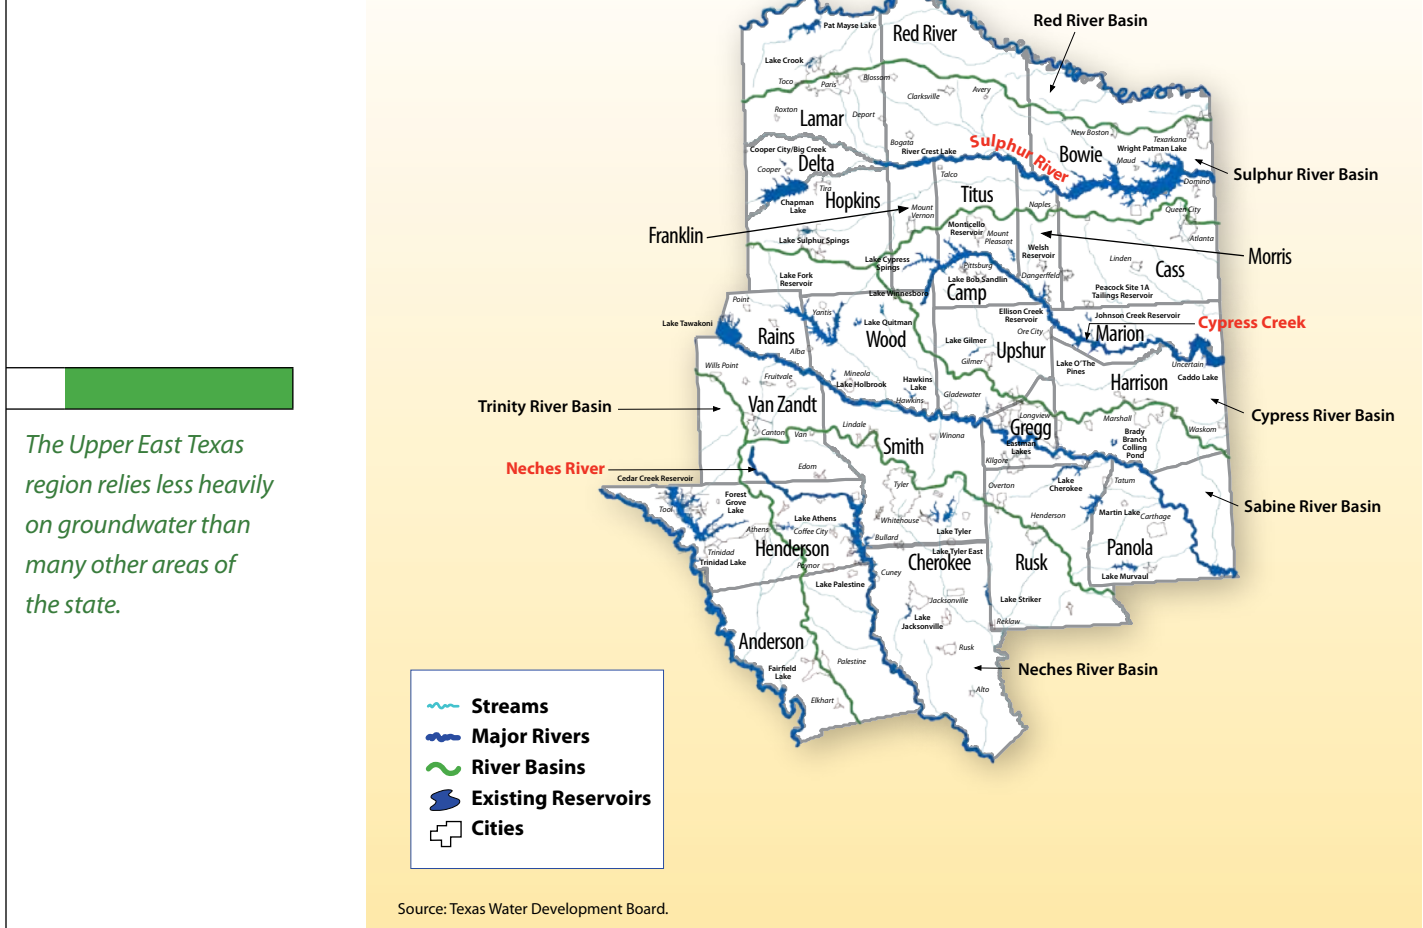 The Upper East Texas
region relies less heavily
on groundwater than
many other areas of
the state.
Red River Basin
Pat Mayse Lake
Red River
Lake Crook
Toco
Paris
Blossom
Clarksville
Avery
Roxton
Deport
Lamar
New Boston
Texarkana
Bogata
River Crest Lake
Sulphur River
Bowie
Wright Patman Lake
Maud
Cooper City/Big Creek
Delta
Cooper
Talco
Sulphur River Basin
Domino
Tira
Chapman
Lake
Hopkins
Titus
Naples
Mount
Vernon
Queen City
Franklin
Monticello
Reservoir
Mount
Pleasant
Atlanta
Lake Sulphur Spings
Welsh
Reservoir
Morris
Lake Cypress
Spings
Pittsburg
Linden
Cass
Lake Fork
Reservoir
Lake Bob Sandlin
Dangerffeld
Camp
Peacock Site 1A
Tailings Reservoir
Lake Winnesboro
Point
Yantis
Ellison Creek
Reservoir
Johnson Creek Reservoir
Lake Tawakoni
Lake Quitman
Ore City
Marion
Cypress Creek
Rains
Wood
Lake Gilmer
Upshur
Alba
Gilmer
Lake O'The
Pines
Uncertain
Caddo Lake
Wills Point
Fruitvale
Mineola
Lake Holbrook
Hawkins
Lake
Harrison
Hawkins
Gladewater
Trinity River Basin
Van Zandt
Longview
Marshall
Cypress River Basin
Canton
Van
Lindale
Winona
Gregg
Waskom
Smith
Eastman
Lakes
Brady
Branch
Colling
Pond
Neches River
Edom
Kilgore
Cedar Creek Reservoir
Tyler
Overton
Lake
Cherokee
Tatum
Tool
Forest
Grove
Lake
Sabine River Basin
Martin Lake
Lake Athens
Whitehouse
Henderson
Carthage
Athens
Coffee City
Lake Tyler
Bullard
Henderson
Trinidad
Trinidad Lake
Lake Tyler East
Cherokee
Rusk
Panola
Poynor
Cuney
Lake Murvaul
Lake Palestine
Jacksonville
Lake Striker
Lake
Jacksonville
Reklaw
Anderson
Rusk
Palestine
Fairfield
Lake
Neches River Basin
Elkhart
Alto
Streams
Major Rivers
River Basins
Existing Reservoirs
Cities
Source: Texas Water Development Board.